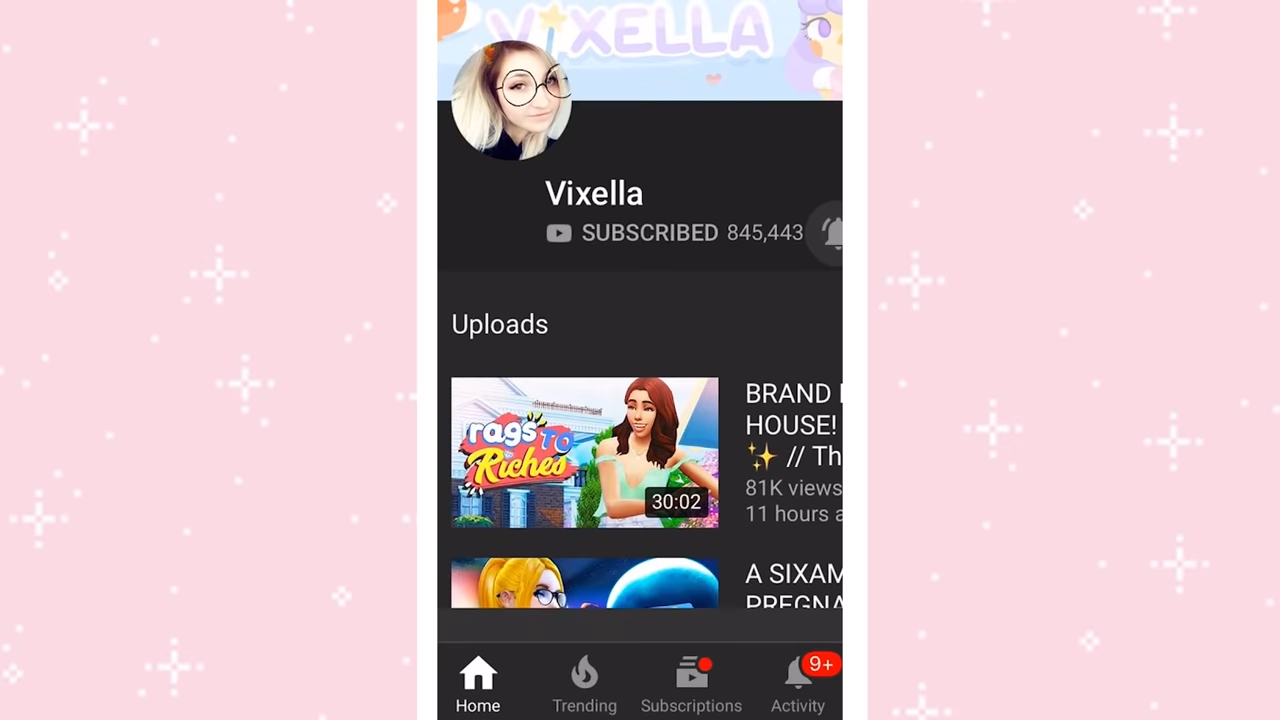 VIXELLA
Vixella
SUBSCRIBED 845,443
Uploads
rags TO
Riches
30:02
BRAND
HOUSE!
✨ // Th
81K views
11 hours a
A SIXAM
PREGNA
Home
Trending
Subscriptions
Activity
9+